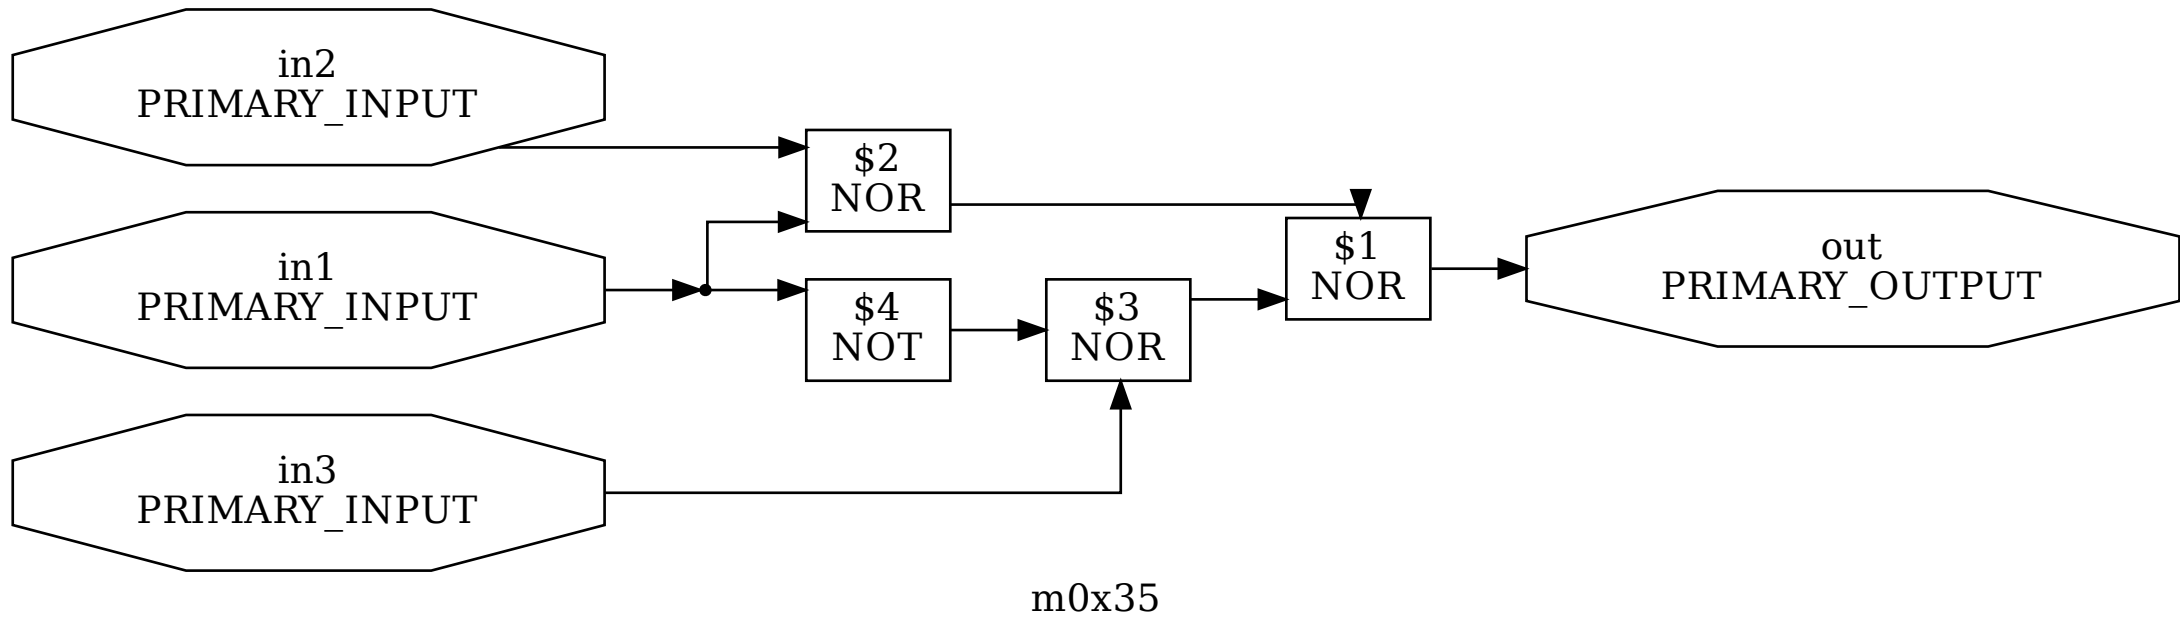 in2
PRIMARY_INPUT
$2
NOR
in1
PRIMARY_INPUT
$4
NOT
$3
NOR
$1
NOR
out
PRIMARY_OUTPUT
in3
PRIMARY_INPUT
m0x35